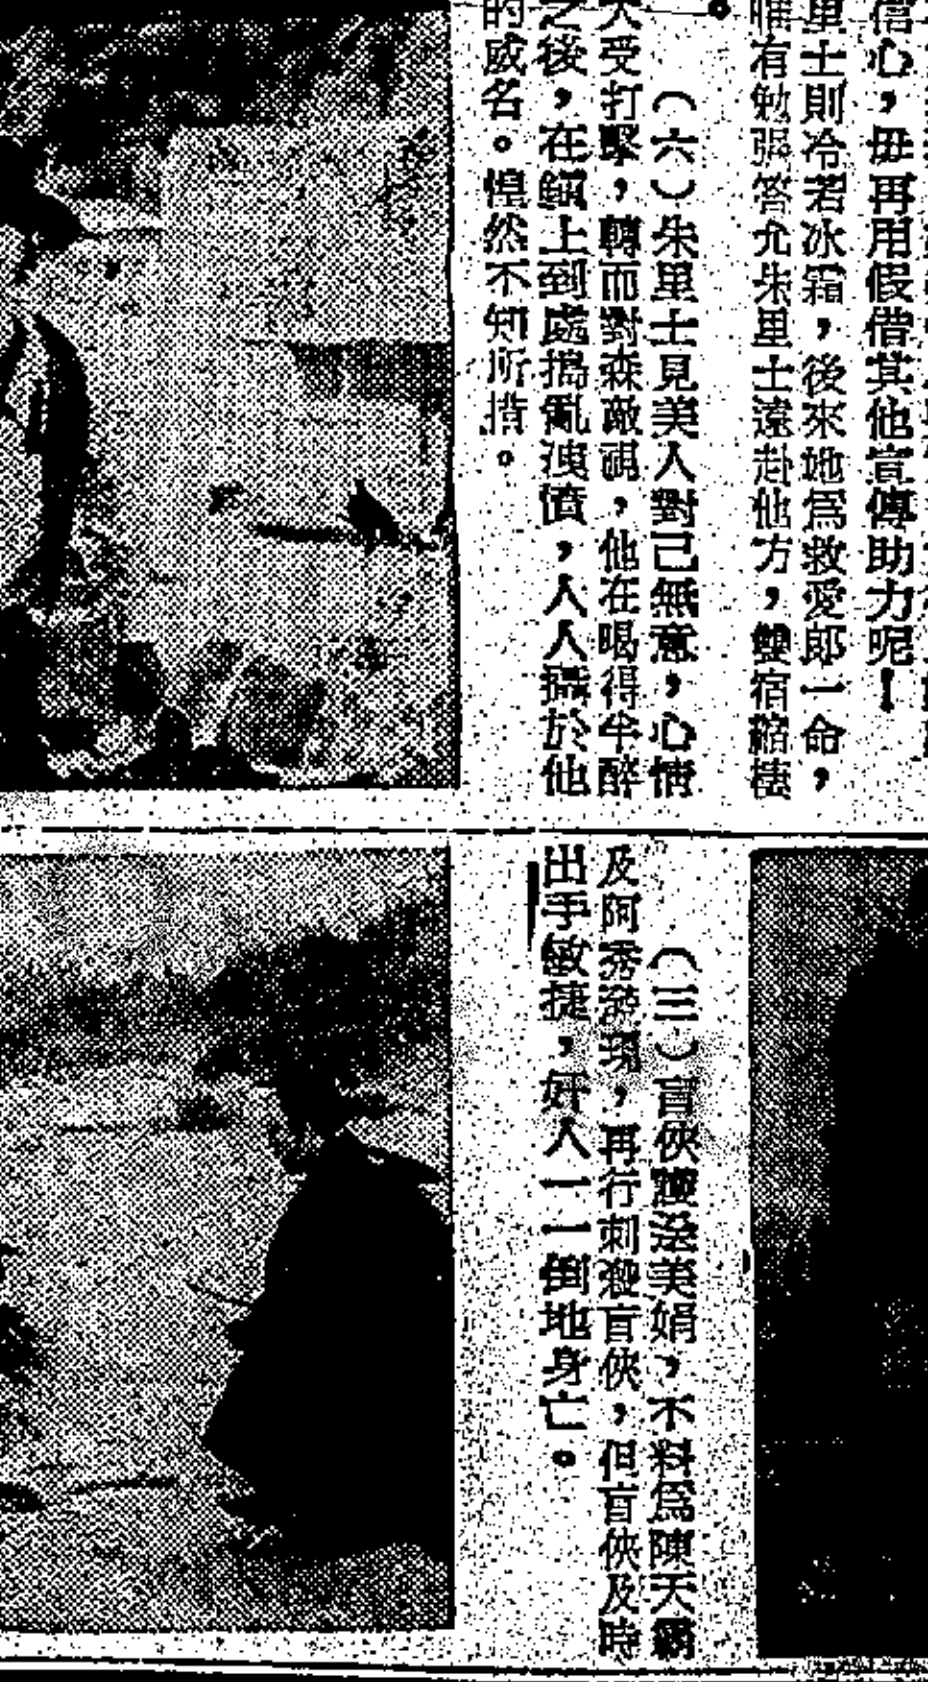 信心，毋再用假借其他宣傳助力呢！
里士則冷若冰霜，後來她爲救愛郎一命，
唯有勉强答允朱里士遠赴他方，雙宿雙棲
。
（六）朱里士見美人對己無意，心情
大受打擊，轉而對森敵視，他在喝得半醉
之後，在鎭上到處搗亂洩憤，人人攝於他
的威名。惶然不知所措。
（三）盲俠護送美娟，不料爲陳天霸
及阿秀發現，再行刺殺盲俠，但盲俠及時
出手敏捷，奸人一一倒地身亡。